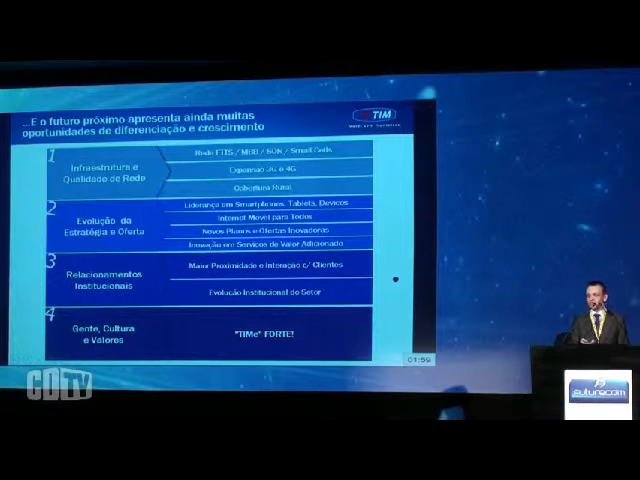 ...E o futuro próximo apresenta ainda muitas
oportunidades de diferenciação e crescimento
TIM
1
Infraestrutura e
Qualidade de Rede
Rede FTTS / MBB / BGN / Small Cells
Expansão 3G e 4G
Cobertura Rural
2
Evolução da
Estratégia e Oferta
Liderança em Smartphones, Tablets, Devices
Internet Móvel para Todos
Novos Planos e Ofertas Inovadoras
Inovação em Serviços de Valor Adicionado
3
Relacionamentos
Institucionais
Maior Proximidade e Interação c/ Clientes
Evolução Institucional do Setor
4
Gente, Cultura
e Valores
"TIMe" FORTE!
01:59
CDTV
futurecom